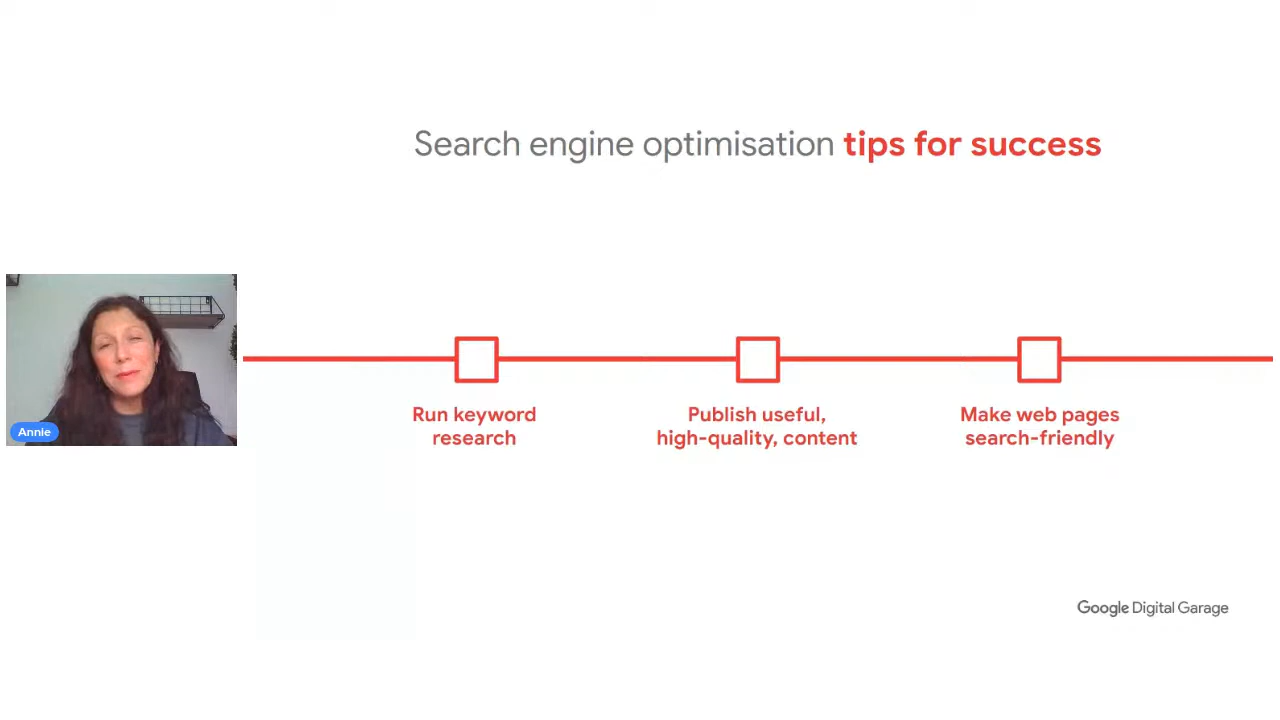 Search engine optimisation tips for success
Annie
Run keyword
research
Publish useful,
high-quality, content
Make web pages
search-friendly
Google Digital Garage